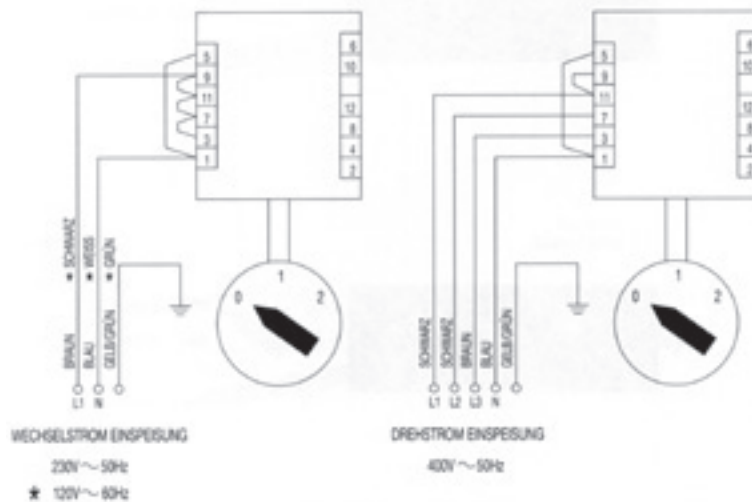 5
9
11
7
3
1
6
10
12
8
4
2
0
1
2
* SCHWARZ
* WEISS
* GRÜN
BRAUN
BLAU
GELB/GRÜN
L1
N
WECHSELSTROM EINSPEISUNG
230V ~ 50Hz
* 120V ~ 60Hz
5
9
11
7
3
1
6
10
12
8
4
2
0
1
2
SCHWARZ
SCHWARZ
BRAUN
BLAU
GELB/GRÜN
L1
L2
L3
N
DREHSTROM EINSPEISUNG
400V ~ 50Hz